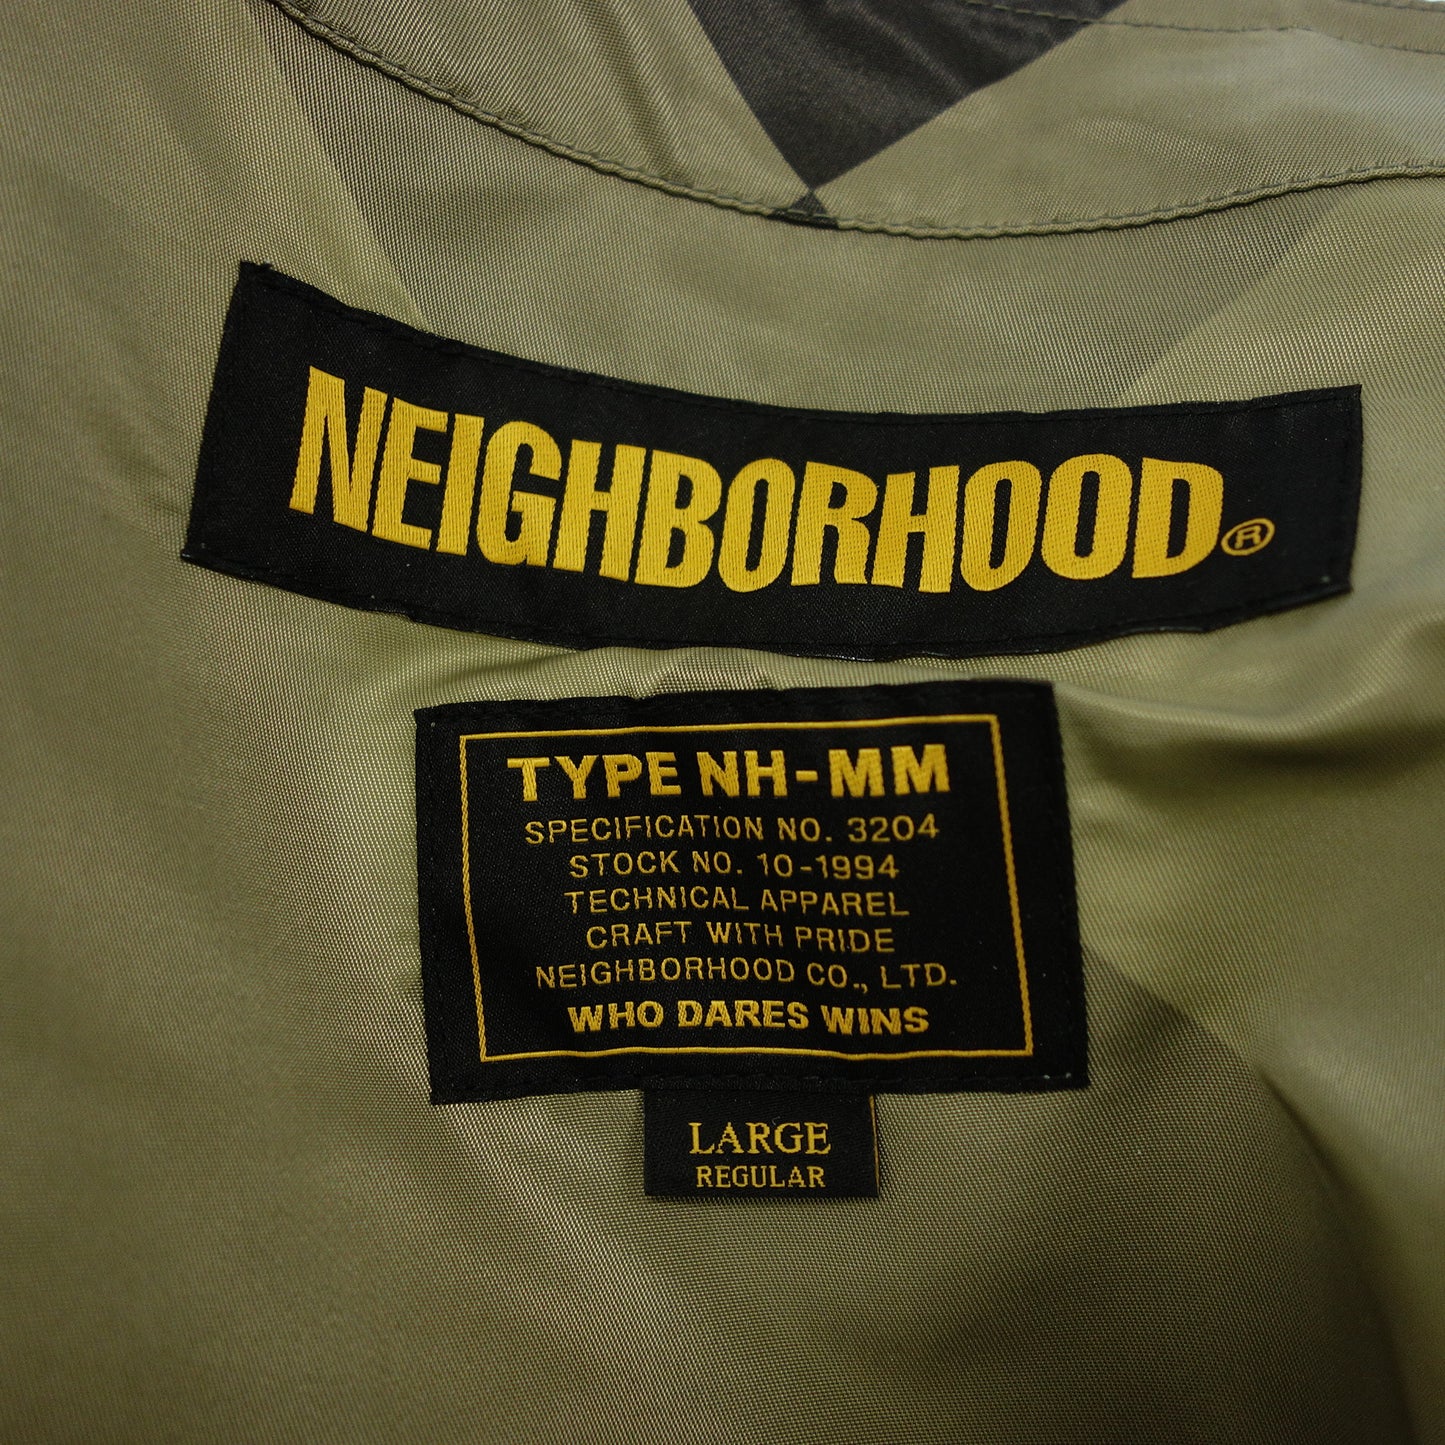 NEIGHBORHOOD®
TYPE NH-MM
SPECIFICATION NO. 3204
STOCK NO. 10-1994
TECHNICAL APPAREL
CRAFT WITH PRIDE
NEIGHBORHOOD CO., LTD.
WHO DARES WINS
LARGE
REGULAR